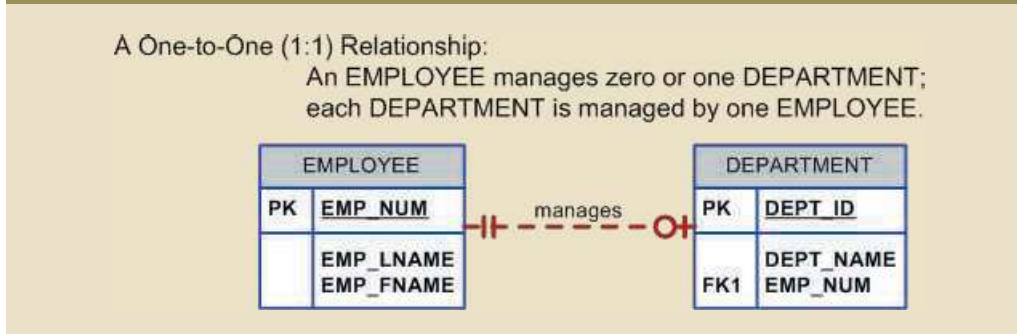 A One-to-One (1:1) Relationship:
An EMPLOYEE manages zero or one DEPARTMENT;
each DEPARTMENT is managed by one EMPLOYEE.
EMPLOYEE
PK EMP_NUM
EMP_LNAME
EMP_FNAME
manages
DEPARTMENT
PK DEPT_ID
DEPT_NAME
FK1 EMP_NUM